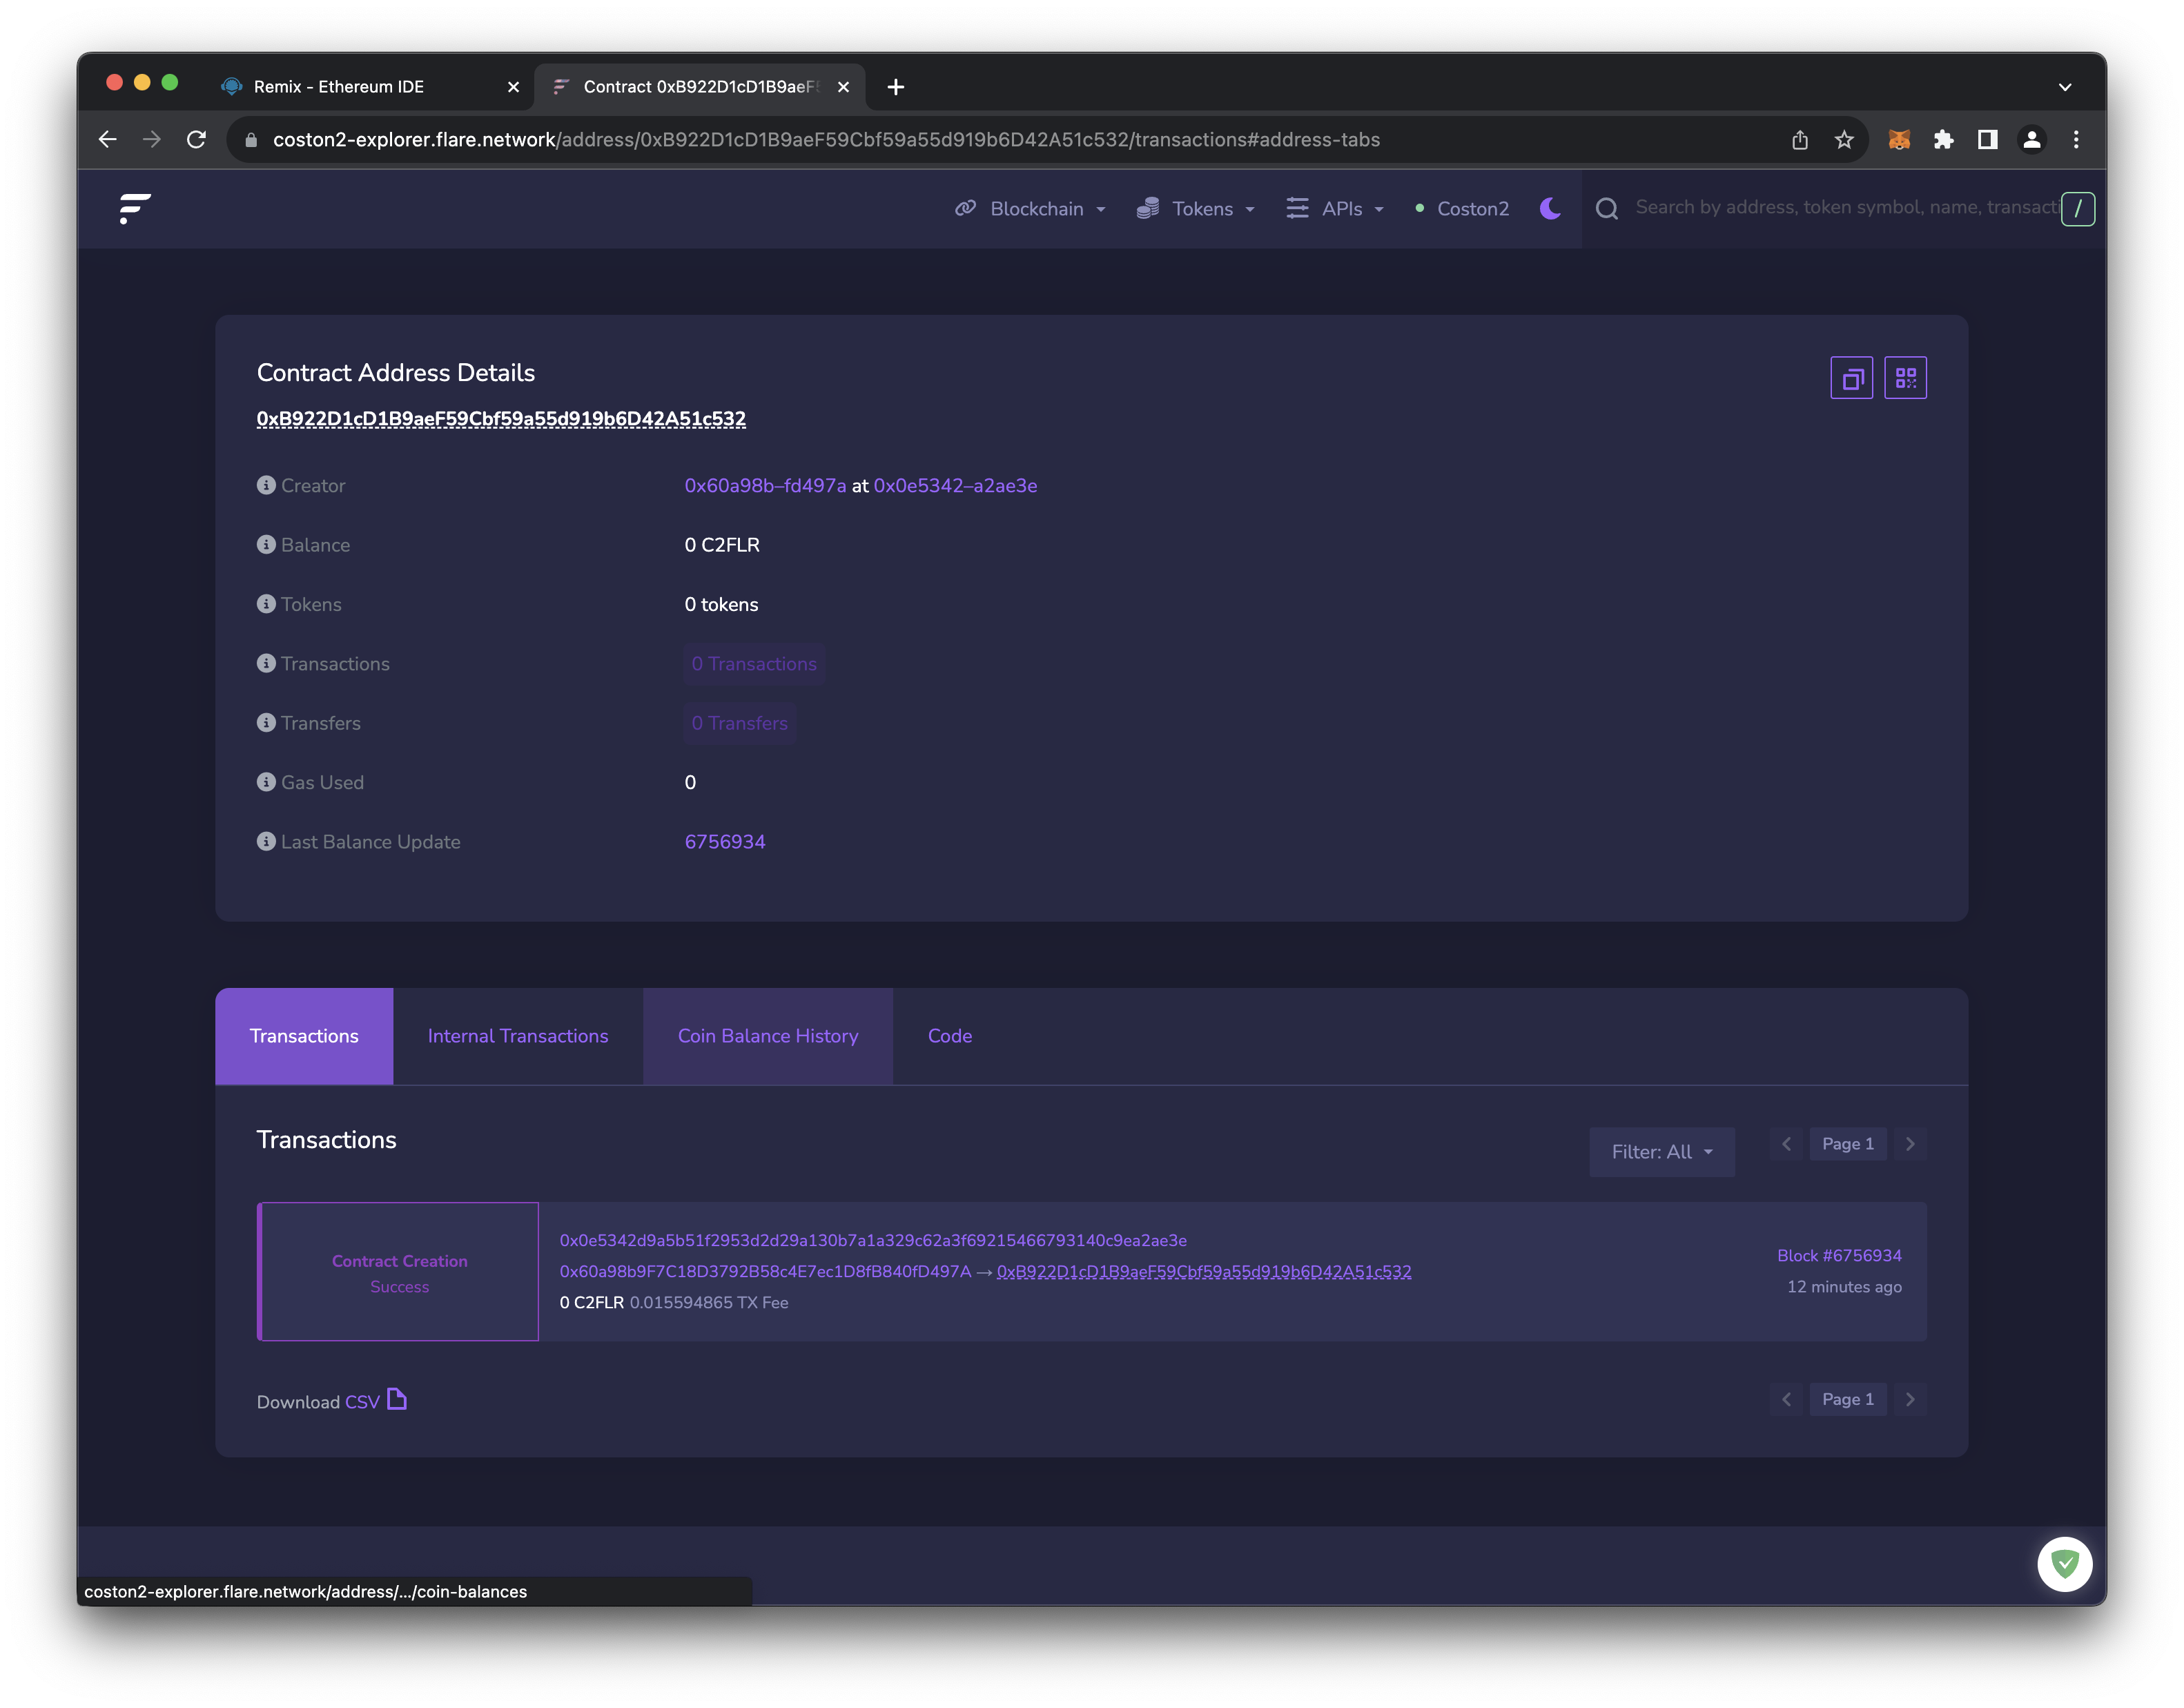 Remix - Ethereum IDE
Contract 0xB922D1cD1B9aeF5
coston2-explorer.flare.network/address/0xB922D1cD1B9aeF59Cbf59a55d919b6D42A51c532/transactions#address-tabs
Blockchain Tokens APIs Coston2 Search by address, token symbol, name, transacti /
Contract Address Details
0xB922D1cD1B9aeF59Cbf59a55d919b6D42A51c532
Creator 0x60a98b–fd497a at 0x0e5342–a2ae3e
Balance 0 C2FLR
Tokens 0 tokens
Transactions 0 Transactions
Transfers 0 Transfers
Gas Used 0
Last Balance Update 6756934
Transactions Internal Transactions Coin Balance History Code
Transactions
Filter: All Page 1
Contract Creation
Success
0x0e5342d9a5b51f2953d2d29a130b7a1a329c62a3f69215466793140c9ea2ae3e
0x60a98b9F7C18D3792B58c4E7ec1D8fB840fD497A → 0xB922D1cD1B9aeF59Cbf59a55d919b6D42A51c532
0 C2FLR 0.015594865 TX Fee
Block #6756934
12 minutes ago
Download CSV
Page 1
coston2-explorer.flare.network/address/.../coin-balances